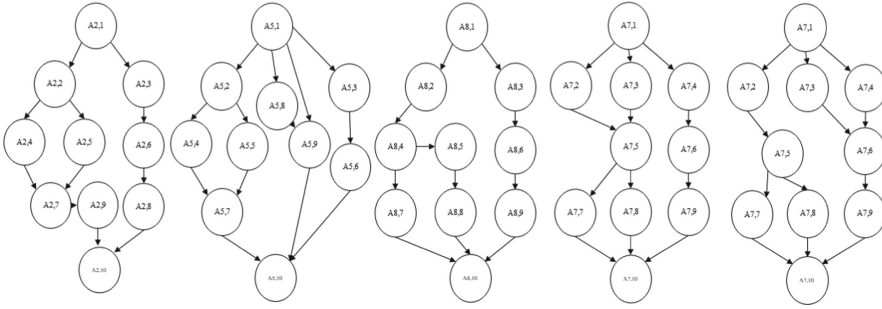 A2,1
A2,2
A2,3
A2,4
A2,5
A2,6
A2,7
A2,9
A2,8
A2,10
A5,1
A5,2
A5,8
A5,3
A5,4
A5,5
A5,9
A5,6
A5,7
A5,10
A8,1
A8,2
A8,3
A8,4
A8,5
A8,6
A8,7
A8,8
A8,9
A8,10
A7,1
A7,2
A7,3
A7,4
A7,5
A7,6
A7,7
A7,8
A7,9
A7,10
A7,1
A7,2
A7,3
A7,4
A7,5
A7,6
A7,7
A7,8
A7,9
A7,10